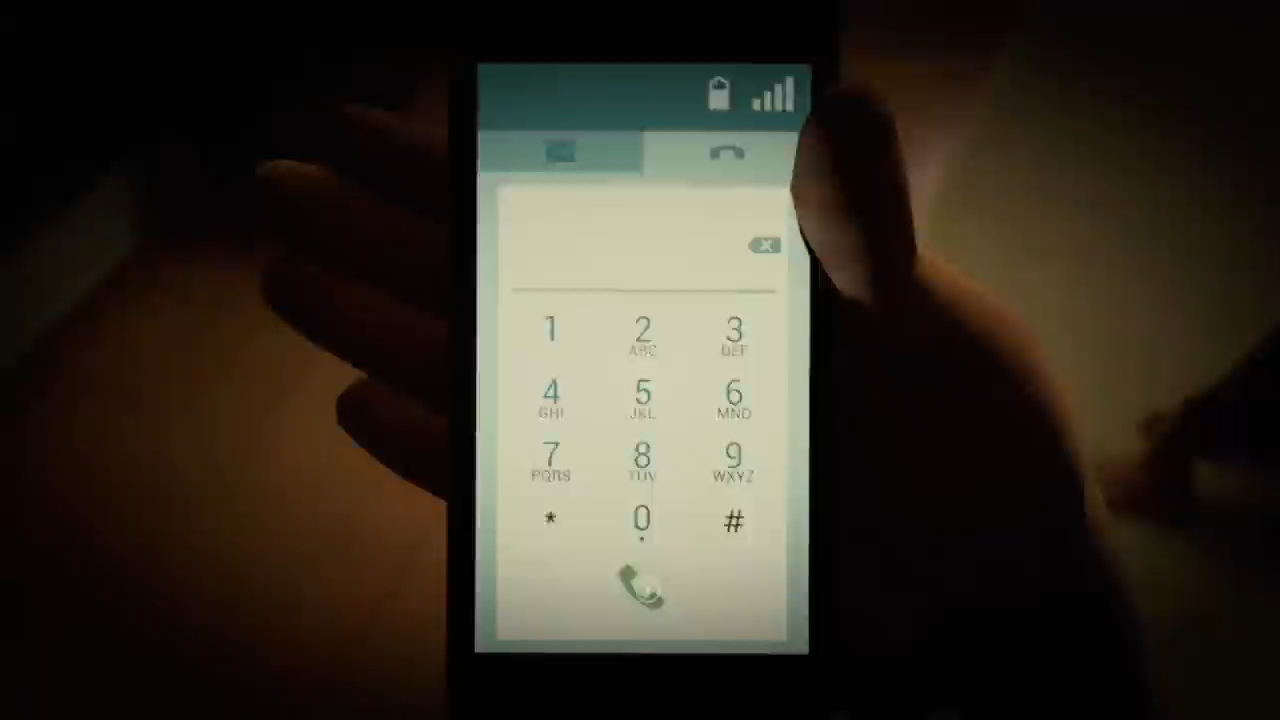 1 2 3
ABC DEF
4 5 6
GHI JKL MNO
7 8 9
PQRS TUV WXYZ
* 0 #